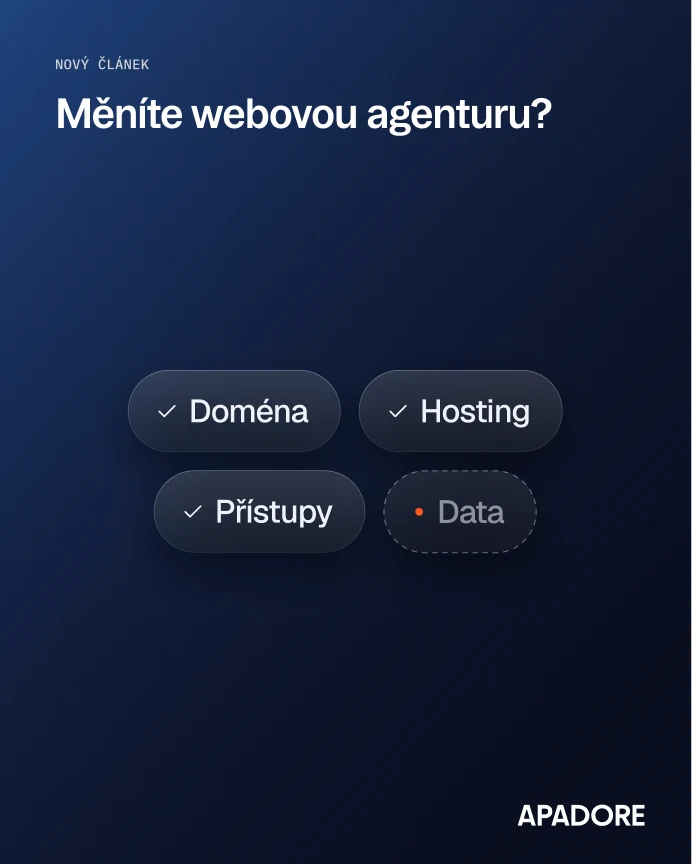 NOVÝ ČLÁNEK
Měníte webovou agenturu?
Doména
Hosting
Přístupy
Data
APADORE